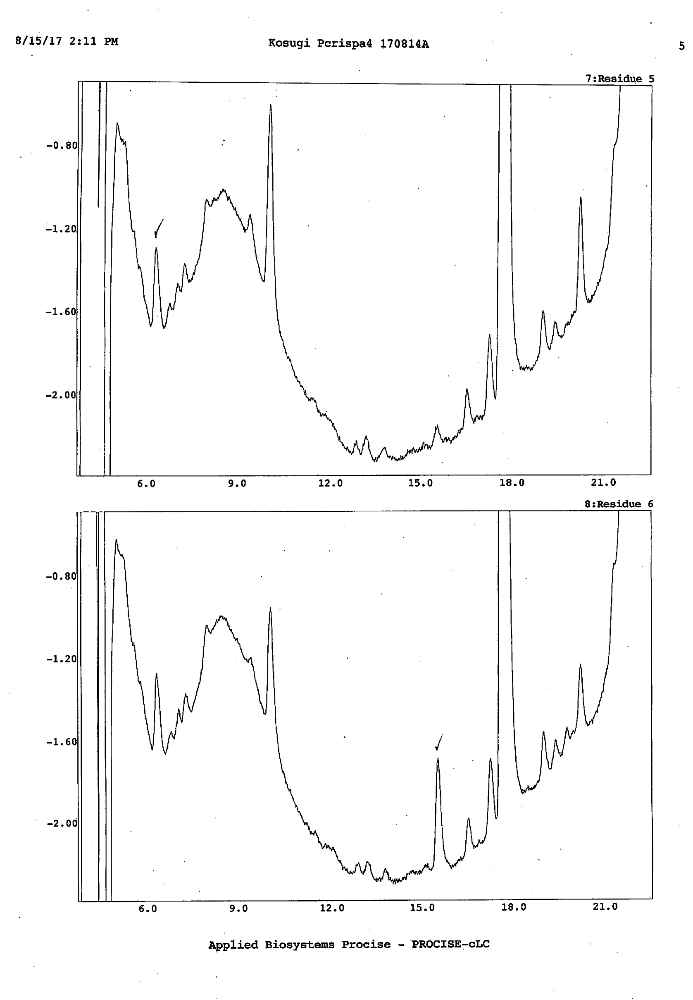 8/15/17 2:11 PM
Kosugi Pcrispa4 170814A
5
7:Residue 5
-0.80
-1.20
-1.60
-2.00
6.0 9.0 12.0 15.0 18.0 21.0
8:Residue 6
-0.80
-1.20
-1.60
-2.00
6.0 9.0 12.0 15.0 18.0 21.0
Applied Biosystems Procise - PROCISE-cLC